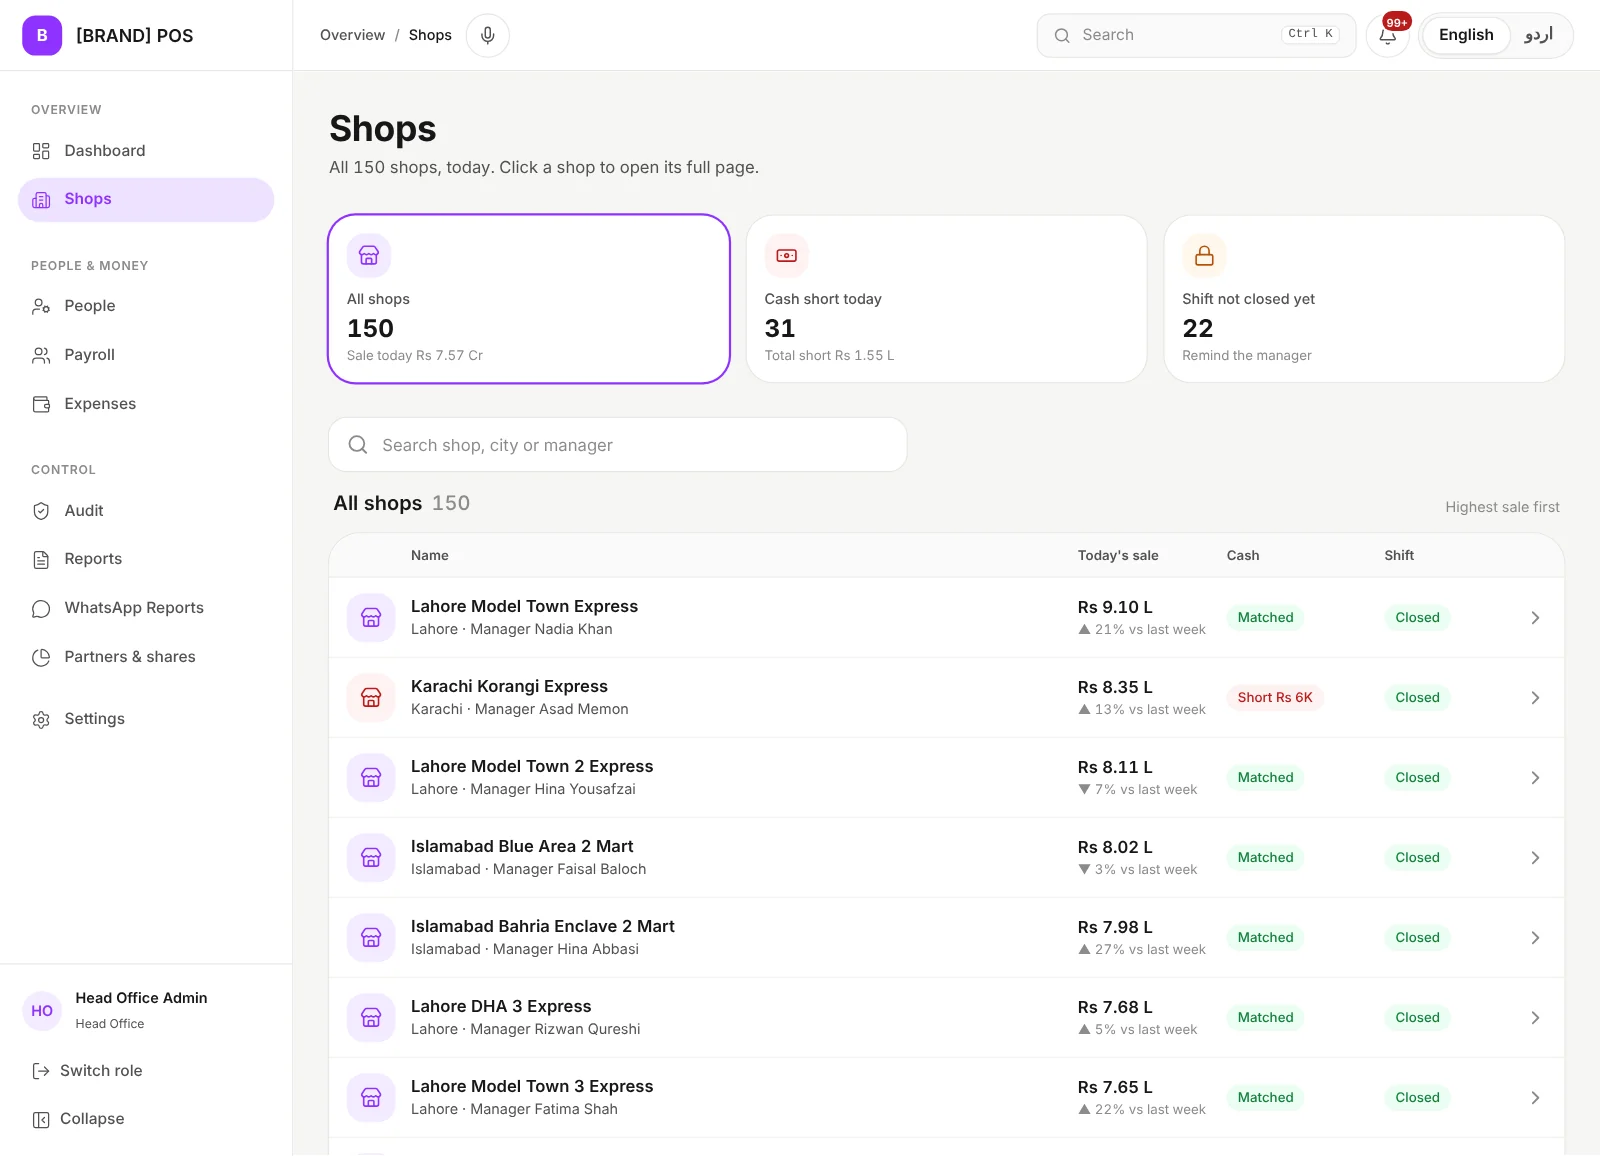 B [BRAND] POS
Overview / Shops
Search Ctrl K
99+
English اردو
OVERVIEW
Dashboard
Shops
PEOPLE & MONEY
People
Payroll
Expenses
CONTROL
Audit
Reports
WhatsApp Reports
Partners & shares
Settings
HO Head Office Admin
Head Office
Switch role
Collapse
Shops
All 150 shops, today. Click a shop to open its full page.
All shops
150
Sale today Rs 7.57 Cr
Cash short today
31
Total short Rs 1.55 L
Shift not closed yet
22
Remind the manager
Search shop, city or manager
All shops 150
Highest sale first
Name Today's sale Cash Shift
Lahore Model Town Express Rs 9.10 L Matched Closed
Lahore · Manager Nadia Khan ▲ 21% vs last week
Karachi Korangi Express Rs 8.35 L Short Rs 6K Closed
Karachi · Manager Asad Memon ▲ 13% vs last week
Lahore Model Town 2 Express Rs 8.11 L Matched Closed
Lahore · Manager Hina Yousafzai ▼ 7% vs last week
Islamabad Blue Area 2 Mart Rs 8.02 L Matched Closed
Islamabad · Manager Faisal Baloch ▼ 3% vs last week
Islamabad Bahria Enclave 2 Mart Rs 7.98 L Matched Closed
Islamabad · Manager Hina Abbasi ▲ 27% vs last week
Lahore DHA 3 Express Rs 7.68 L Matched Closed
Lahore · Manager Rizwan Qureshi ▲ 5% vs last week
Lahore Model Town 3 Express Rs 7.65 L Matched Closed
Lahore · Manager Fatima Shah ▲ 22% vs last week